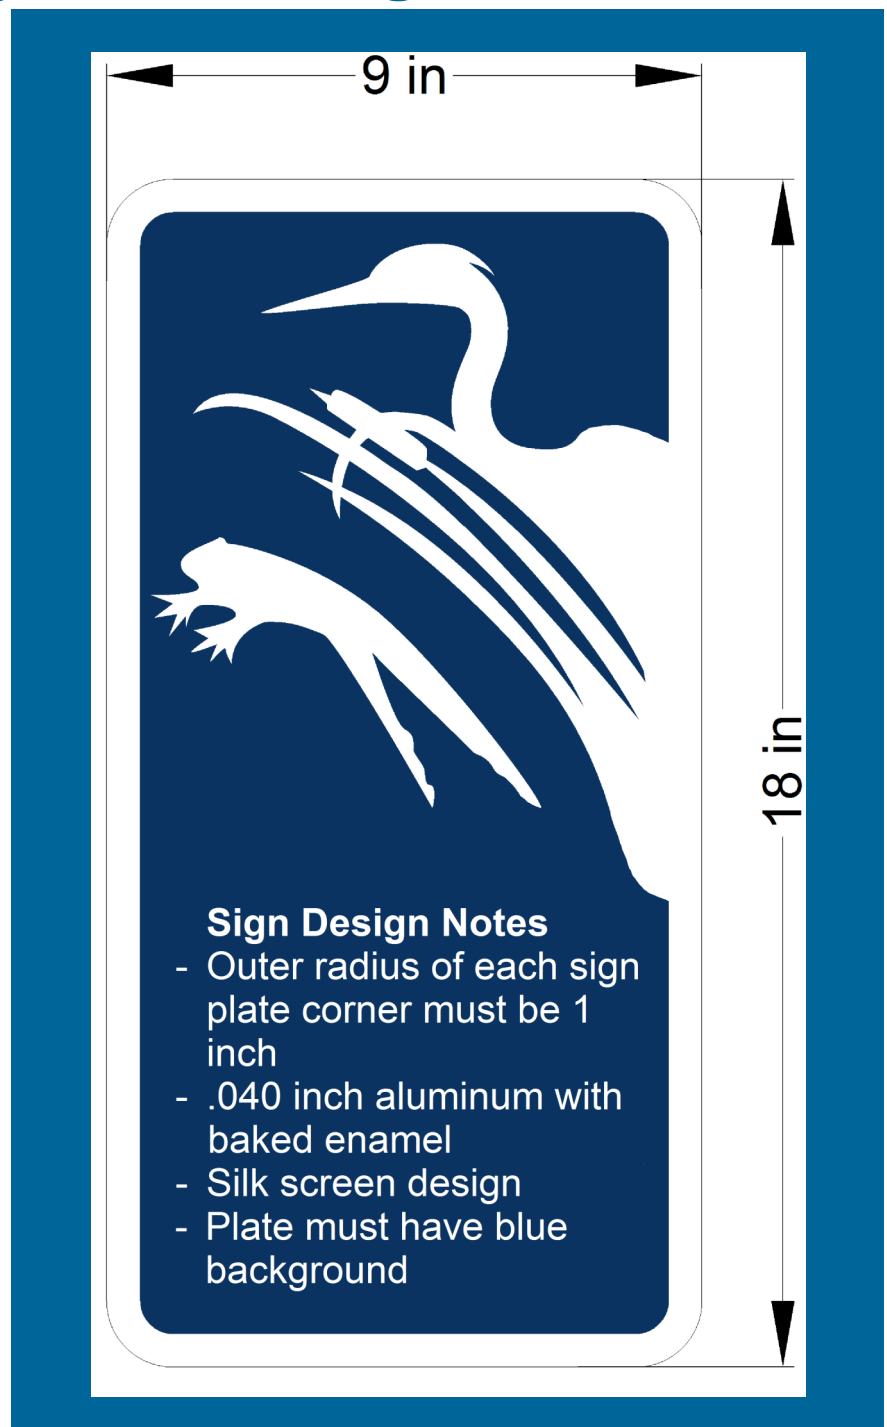 9 in
18 in
Sign Design Notes
- Outer radius of each sign
plate corner must be 1
inch
- .040 inch aluminum with
baked enamel
- Silk screen design
- Plate must have blue
background